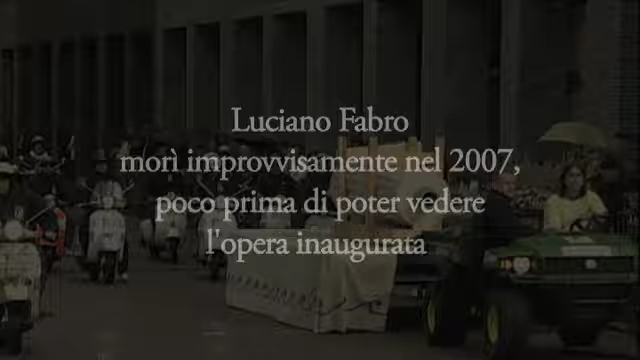 Luciano Fabro
morì improvvisamente nel 2007,
poco prima di poter vedere
l'opera inaugurata